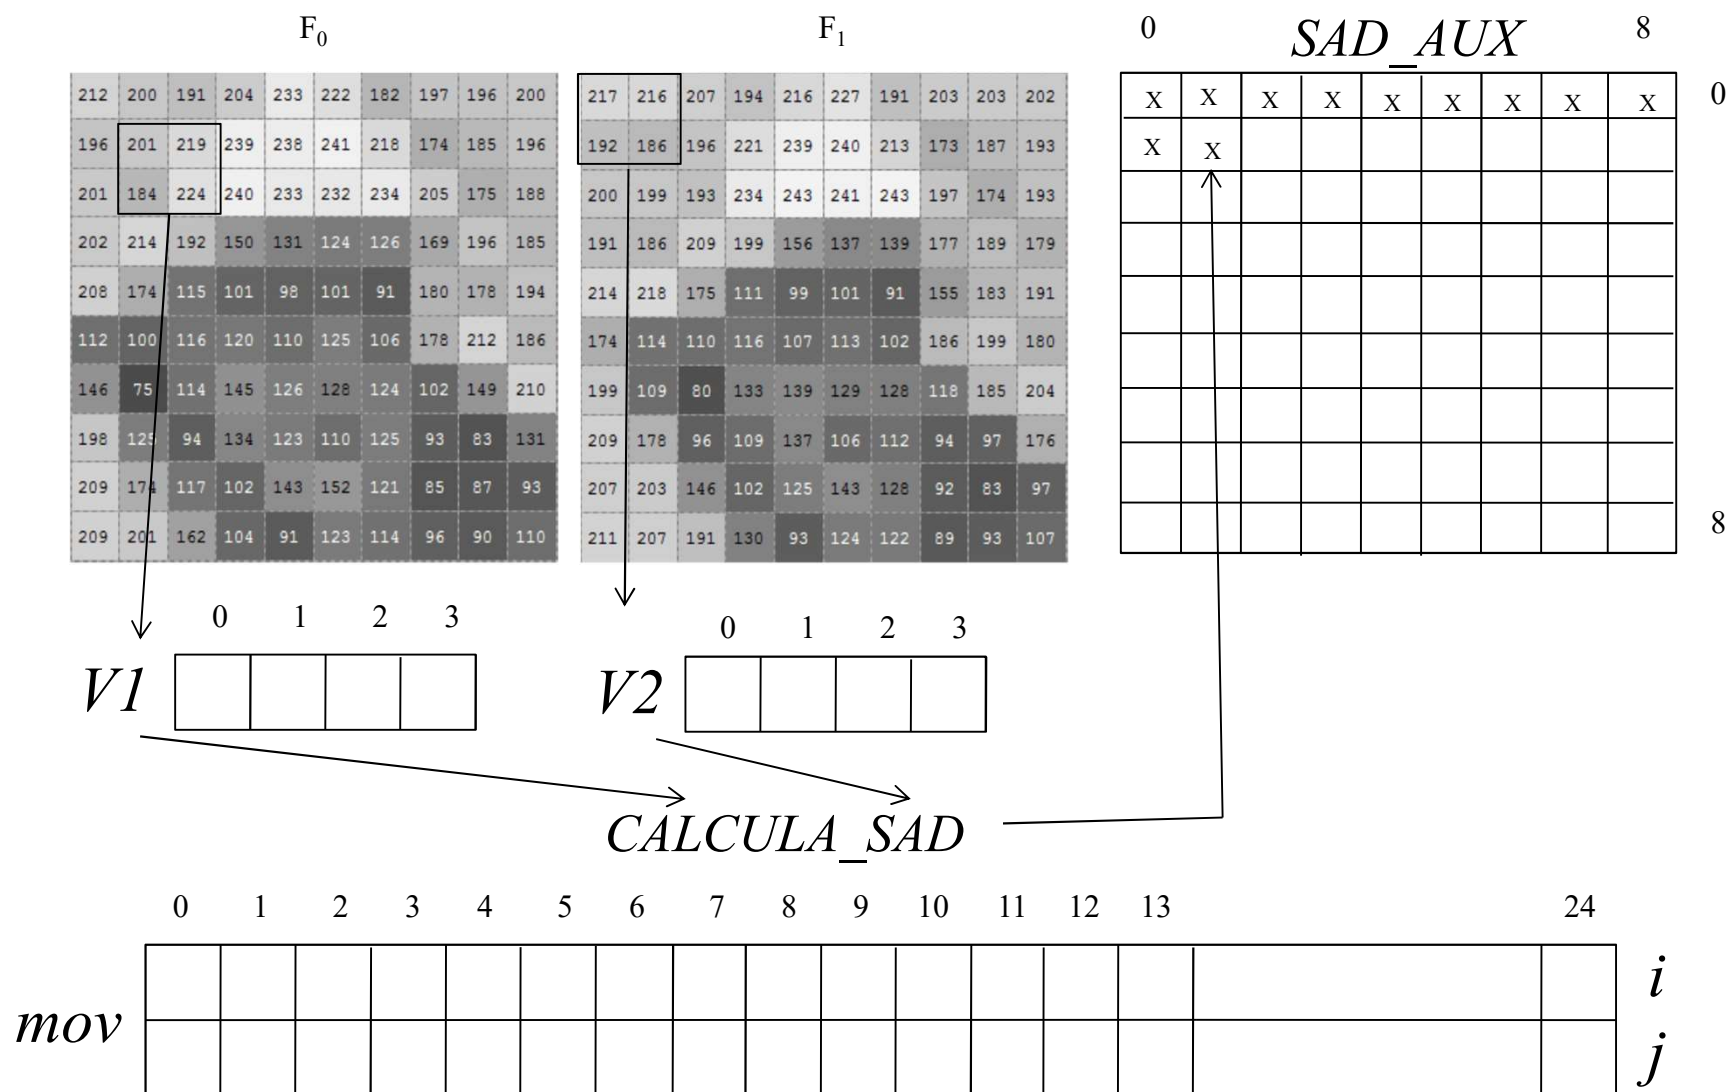 F0 F1 0 SAD_AUX 8
212 200 191 204 233 222 182 197 196 200 217 216 207 194 216 227 191 203 203 202 X X X X X X X X X 0
196 201 219 239 238 241 218 174 185 196 192 186 196 221 239 240 213 173 187 193 X X
201 184 224 240 233 232 234 205 175 188 200 199 193 234 243 241 243 197 174 193
202 214 192 150 131 124 126 169 196 185 191 186 209 199 156 137 139 177 189 179
208 174 115 101 98 101 91 180 178 194 214 218 175 111 99 101 91 155 183 191
112 100 116 120 110 125 106 178 212 186 174 114 110 116 107 113 102 186 199 180
146 75 114 145 126 128 124 102 149 210 199 109 80 133 139 129 128 118 185 204
198 125 94 134 123 110 125 93 83 131 209 178 96 109 137 106 112 94 97 176
209 174 117 102 143 152 121 85 87 93 207 203 146 102 125 143 128 92 83 97 8
209 201 162 104 91 123 114 96 90 110 211 207 191 130 93 124 122 89 93 107
0 1 2 3 0 1 2 3
V1 V2
CALCULA_SAD
0 1 2 3 4 5 6 7 8 9 10 11 12 13 24
i
mov
j